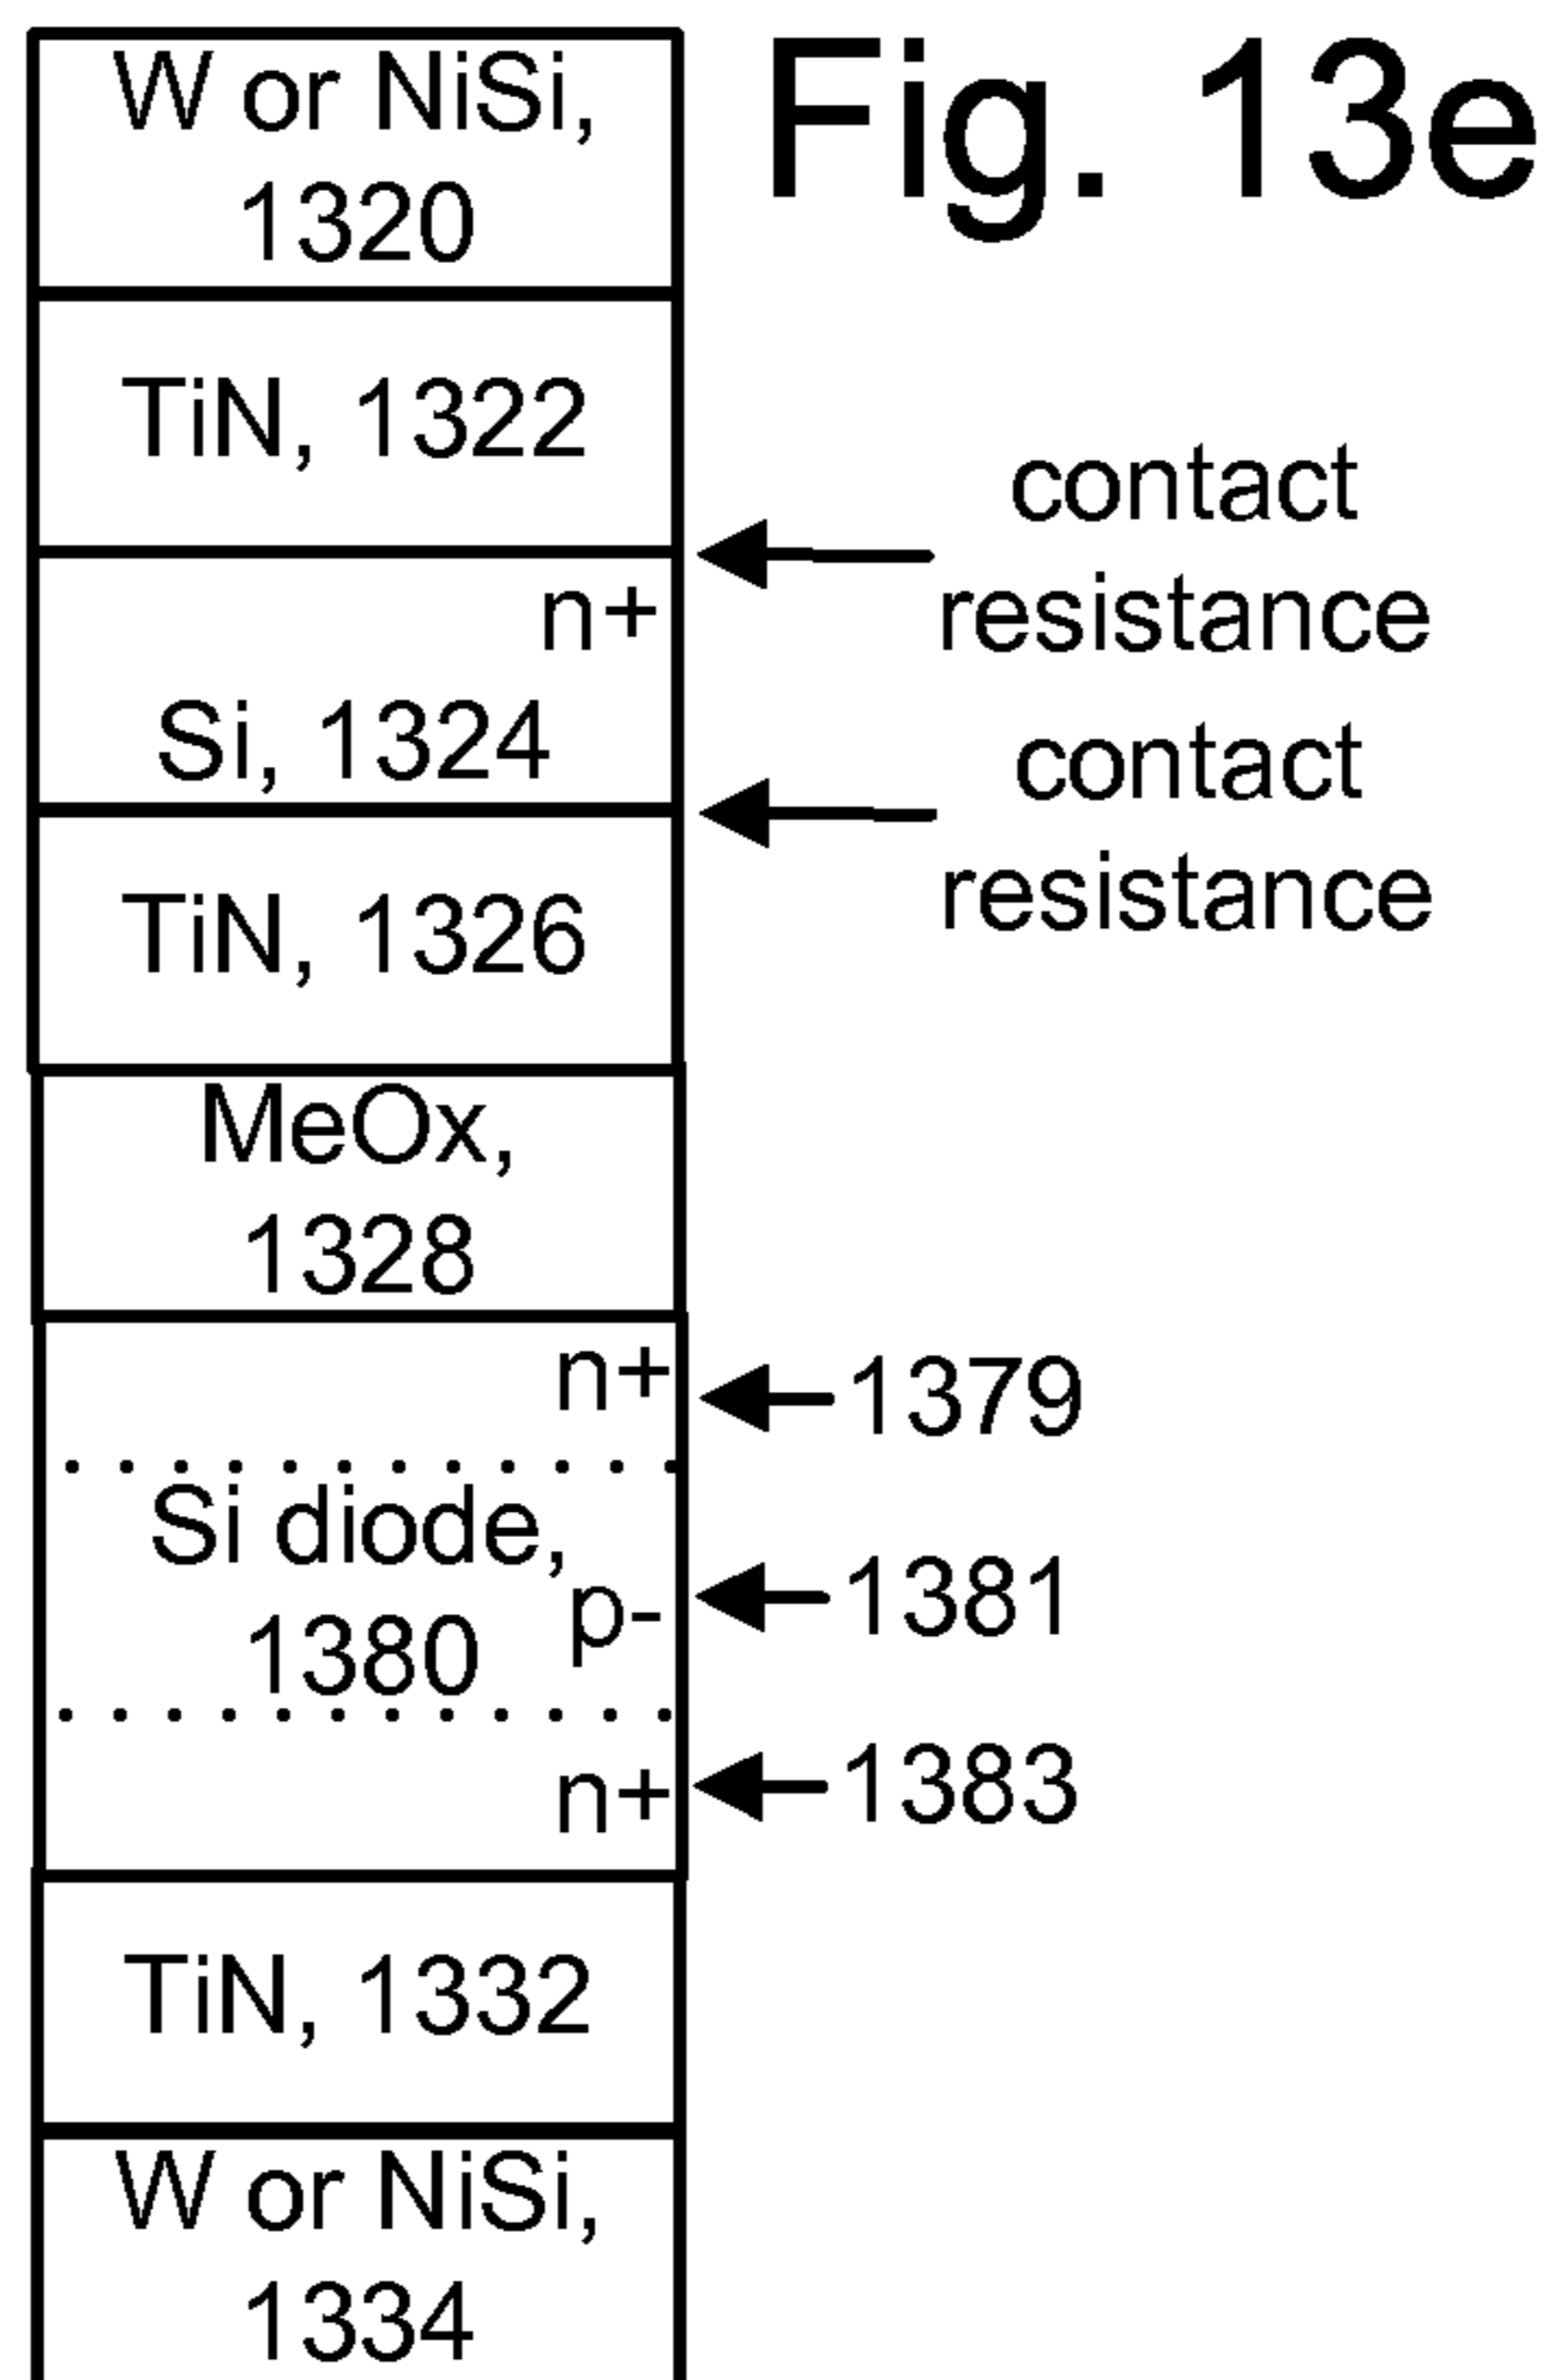 Fig. 13e
W or NiSi,
1320
TiN, 1322
contact
resistance
n+
Si, 1324
contact
resistance
TiN, 1326
MeOx,
1328
n+
1379
Si diode,
1380
p-
1381
n+
1383
TiN, 1332
W or NiSi,
1334